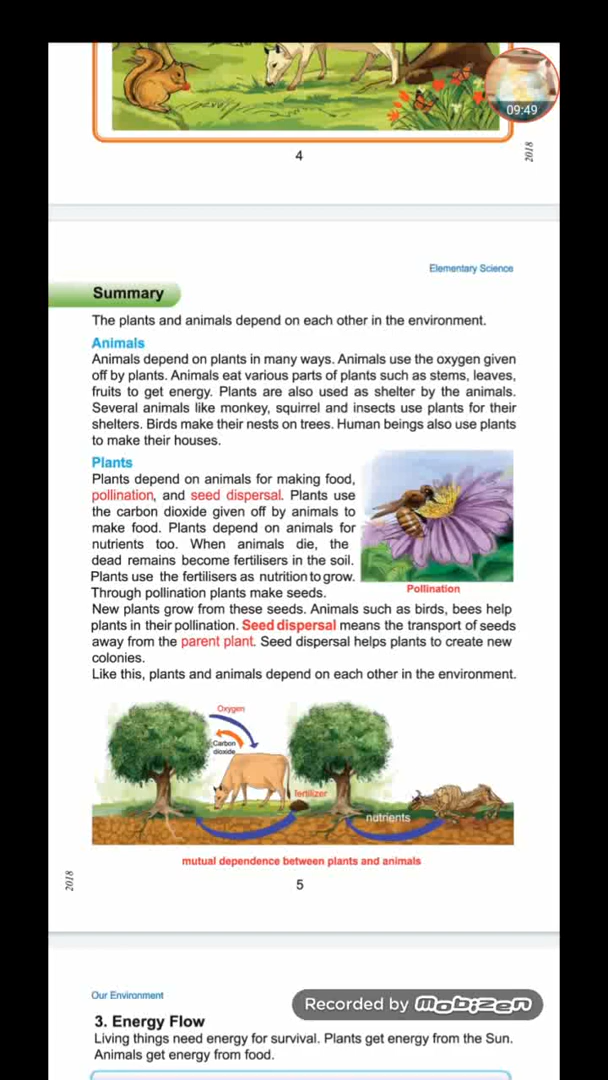 09:49
4
2018
Elementary Science
Summary
The plants and animals depend on each other in the environment.
Animals
Animals depend on plants in many ways. Animals use the oxygen given
off by plants. Animals eat various parts of plants such as stems, leaves,
fruits to get energy. Plants are also used as shelter by the animals.
Several animals like monkey, squirrel and insects use plants for their
shelters. Birds make their nests on trees. Human beings also use plants
to make their houses.
Plants
Plants depend on animals for making food,
pollination, and seed dispersal. Plants use
the carbon dioxide given off by animals to
make food. Plants depend on animals for
nutrients too. When animals die, the
dead remains become fertilisers in the soil.
Plants use the fertilisers as nutrition to grow.
Through pollination plants make seeds.
Pollination
New plants grow from these seeds. Animals such as birds, bees help
plants in their pollination. Seed dispersal means the transport of seeds
away from the parent plant. Seed dispersal helps plants to create new
colonies.
Like this, plants and animals depend on each other in the environment.
Oxygen
Carbon
dioxide
fertilizer
nutrients
mutual dependence between plants and animals
2018
5
Our Environment
Recorded by mobizen
3. Energy Flow
Living things need energy for survival. Plants get energy from the Sun.
Animals get energy from food.